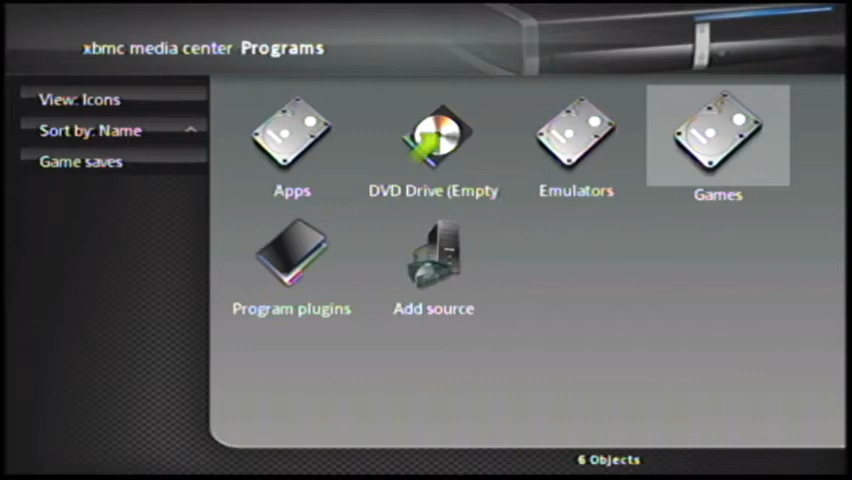 xbmc media center Programs
View: Icons
Sort by: Name
Game saves
Apps
DVD Drive (Empty
Emulators
Games
Program plugins
Add source
6 Objects